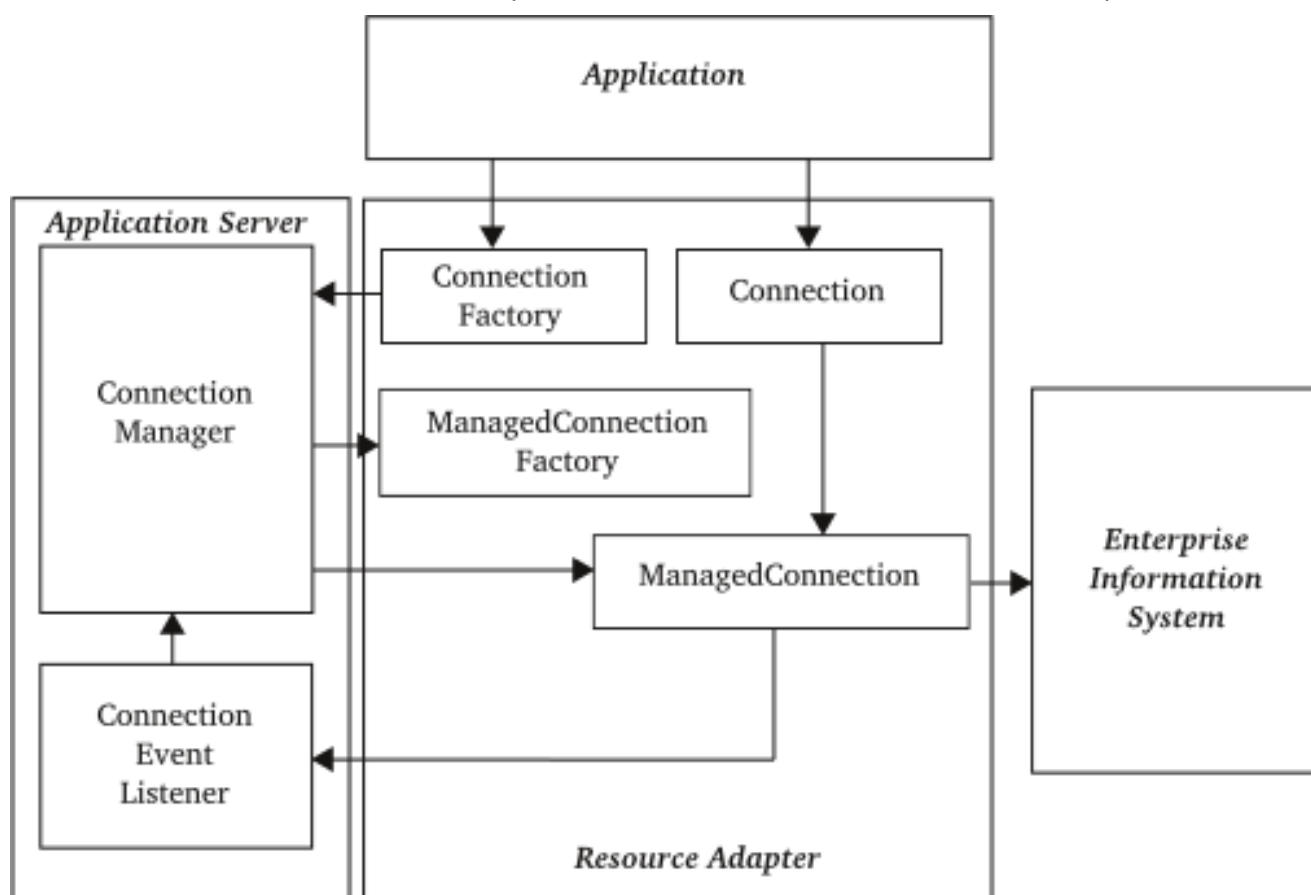 Application
Application Server
Connection
Factory
Connection
Connection
Manager
ManagedConnection
Factory
ManagedConnection
Enterprise
Information
System
Connection
Event
Listener
Resource Adapter